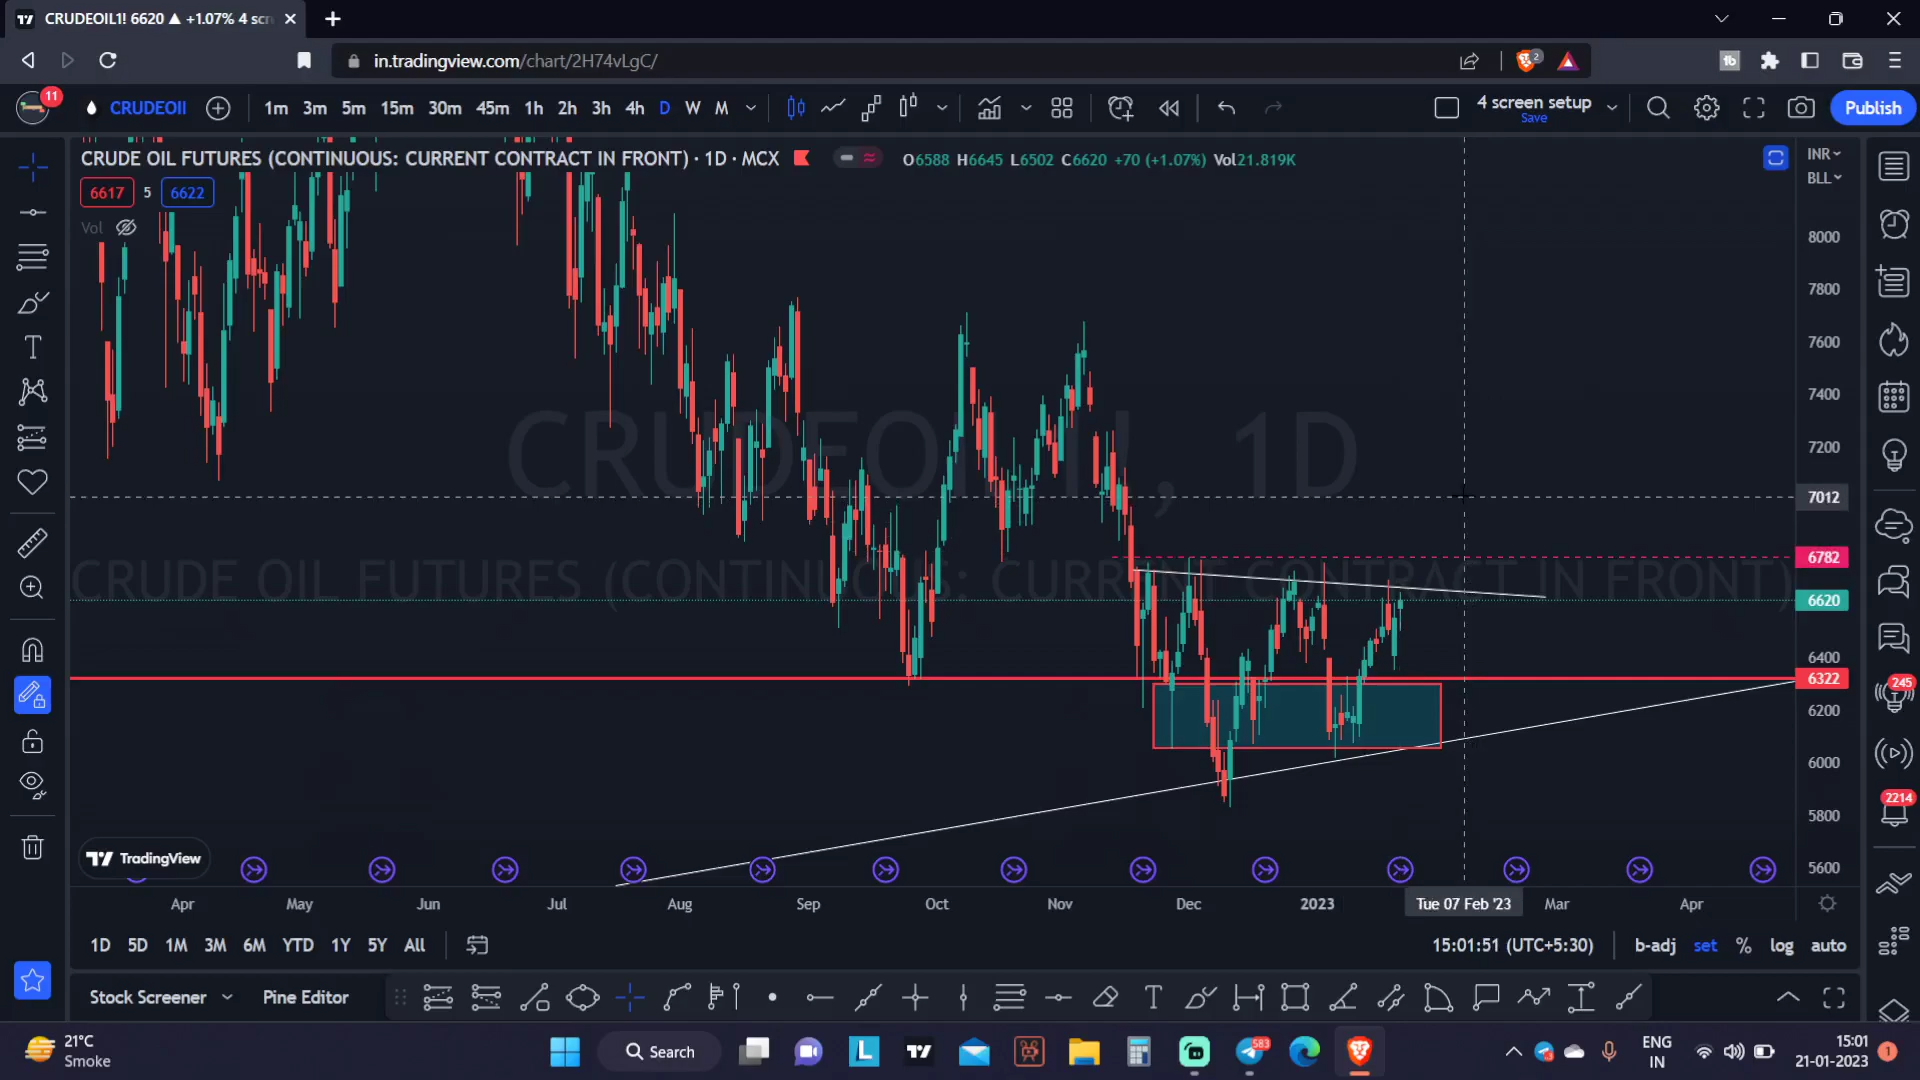 CRUDEOIL1! 6620 ▲ +1.07% 4 scr
in.tradingview.com/chart/2H74vLgC/
2
11
CRUDEOIl
1m 3m 5m 15m 30m 45m 1h 2h 3h 4h D W M
4 screen setup
Save
Publish
CRUDE OIL FUTURES (CONTINUOUS: CURRENT CONTRACT IN FRONT) · 1D · MCX
O6588 H6645 L6502 C6620 +70 (+1.07%) Vol21.819K
INR
BLL
6617 5 6622
Vol
8000
7800
7600
7400
7200
7012
6782
6620
6400
6322
6200
6000
5800
5600
CRUDEOIL1!, 1D
CRUDE OIL FUTURES (CONTINUOUS: CURRENT CONTRACT IN FRONT)
245
2214
TradingView
Apr May Jun Jul Aug Sep Oct Nov Dec 2023 Tue 07 Feb '23 Mar Apr
1D 5D 1M 3M 6M YTD 1Y 5Y All
15:01:51 (UTC+5:30) b-adj set % log auto
Stock Screener Pine Editor
21°C
Smoke
Search
583
ENG
IN
15:01
21-01-2023
1